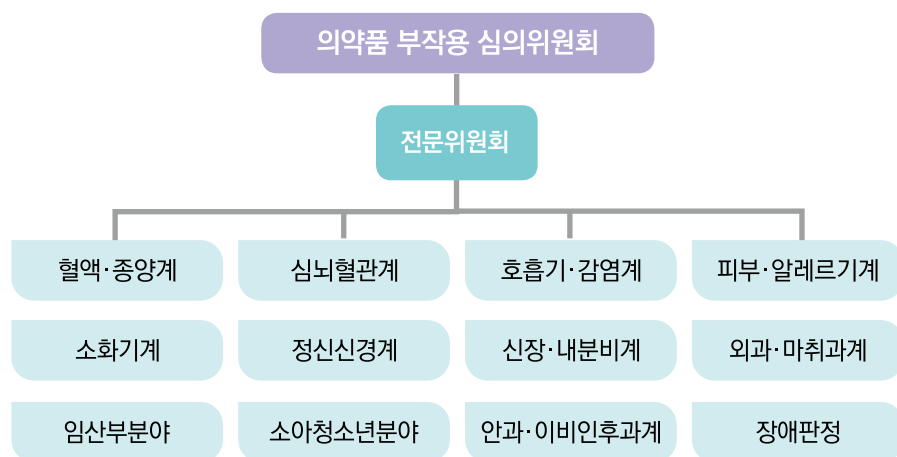 의약품 부작용 심의위원회
전문위원회
혈액·종양계
심뇌혈관계
호흡기·감염계
피부·알레르기계
소화기계
정신신경계
신장·내분비계
외과·마취과계
임산부분야
소아청소년분야
안과·이비인후과계
장애판정